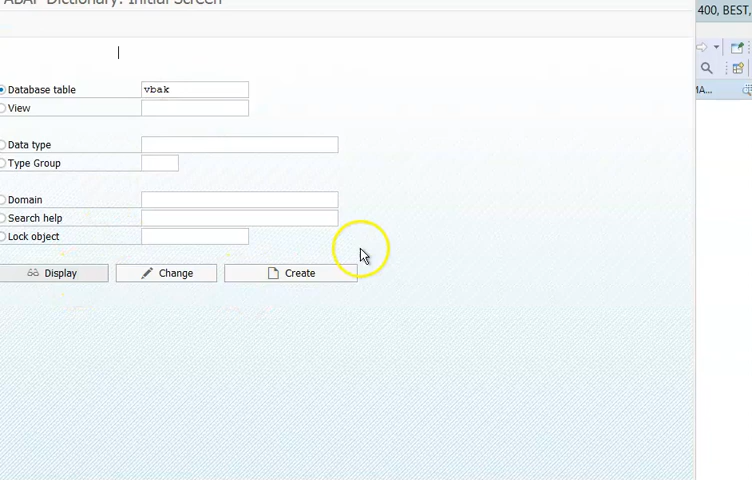 ABAP Dictionary: Initial Screen
400, BEST,
Database table vbak
MA...
View
Data type
Type Group
Domain
Search help
Lock object
Display Change Create